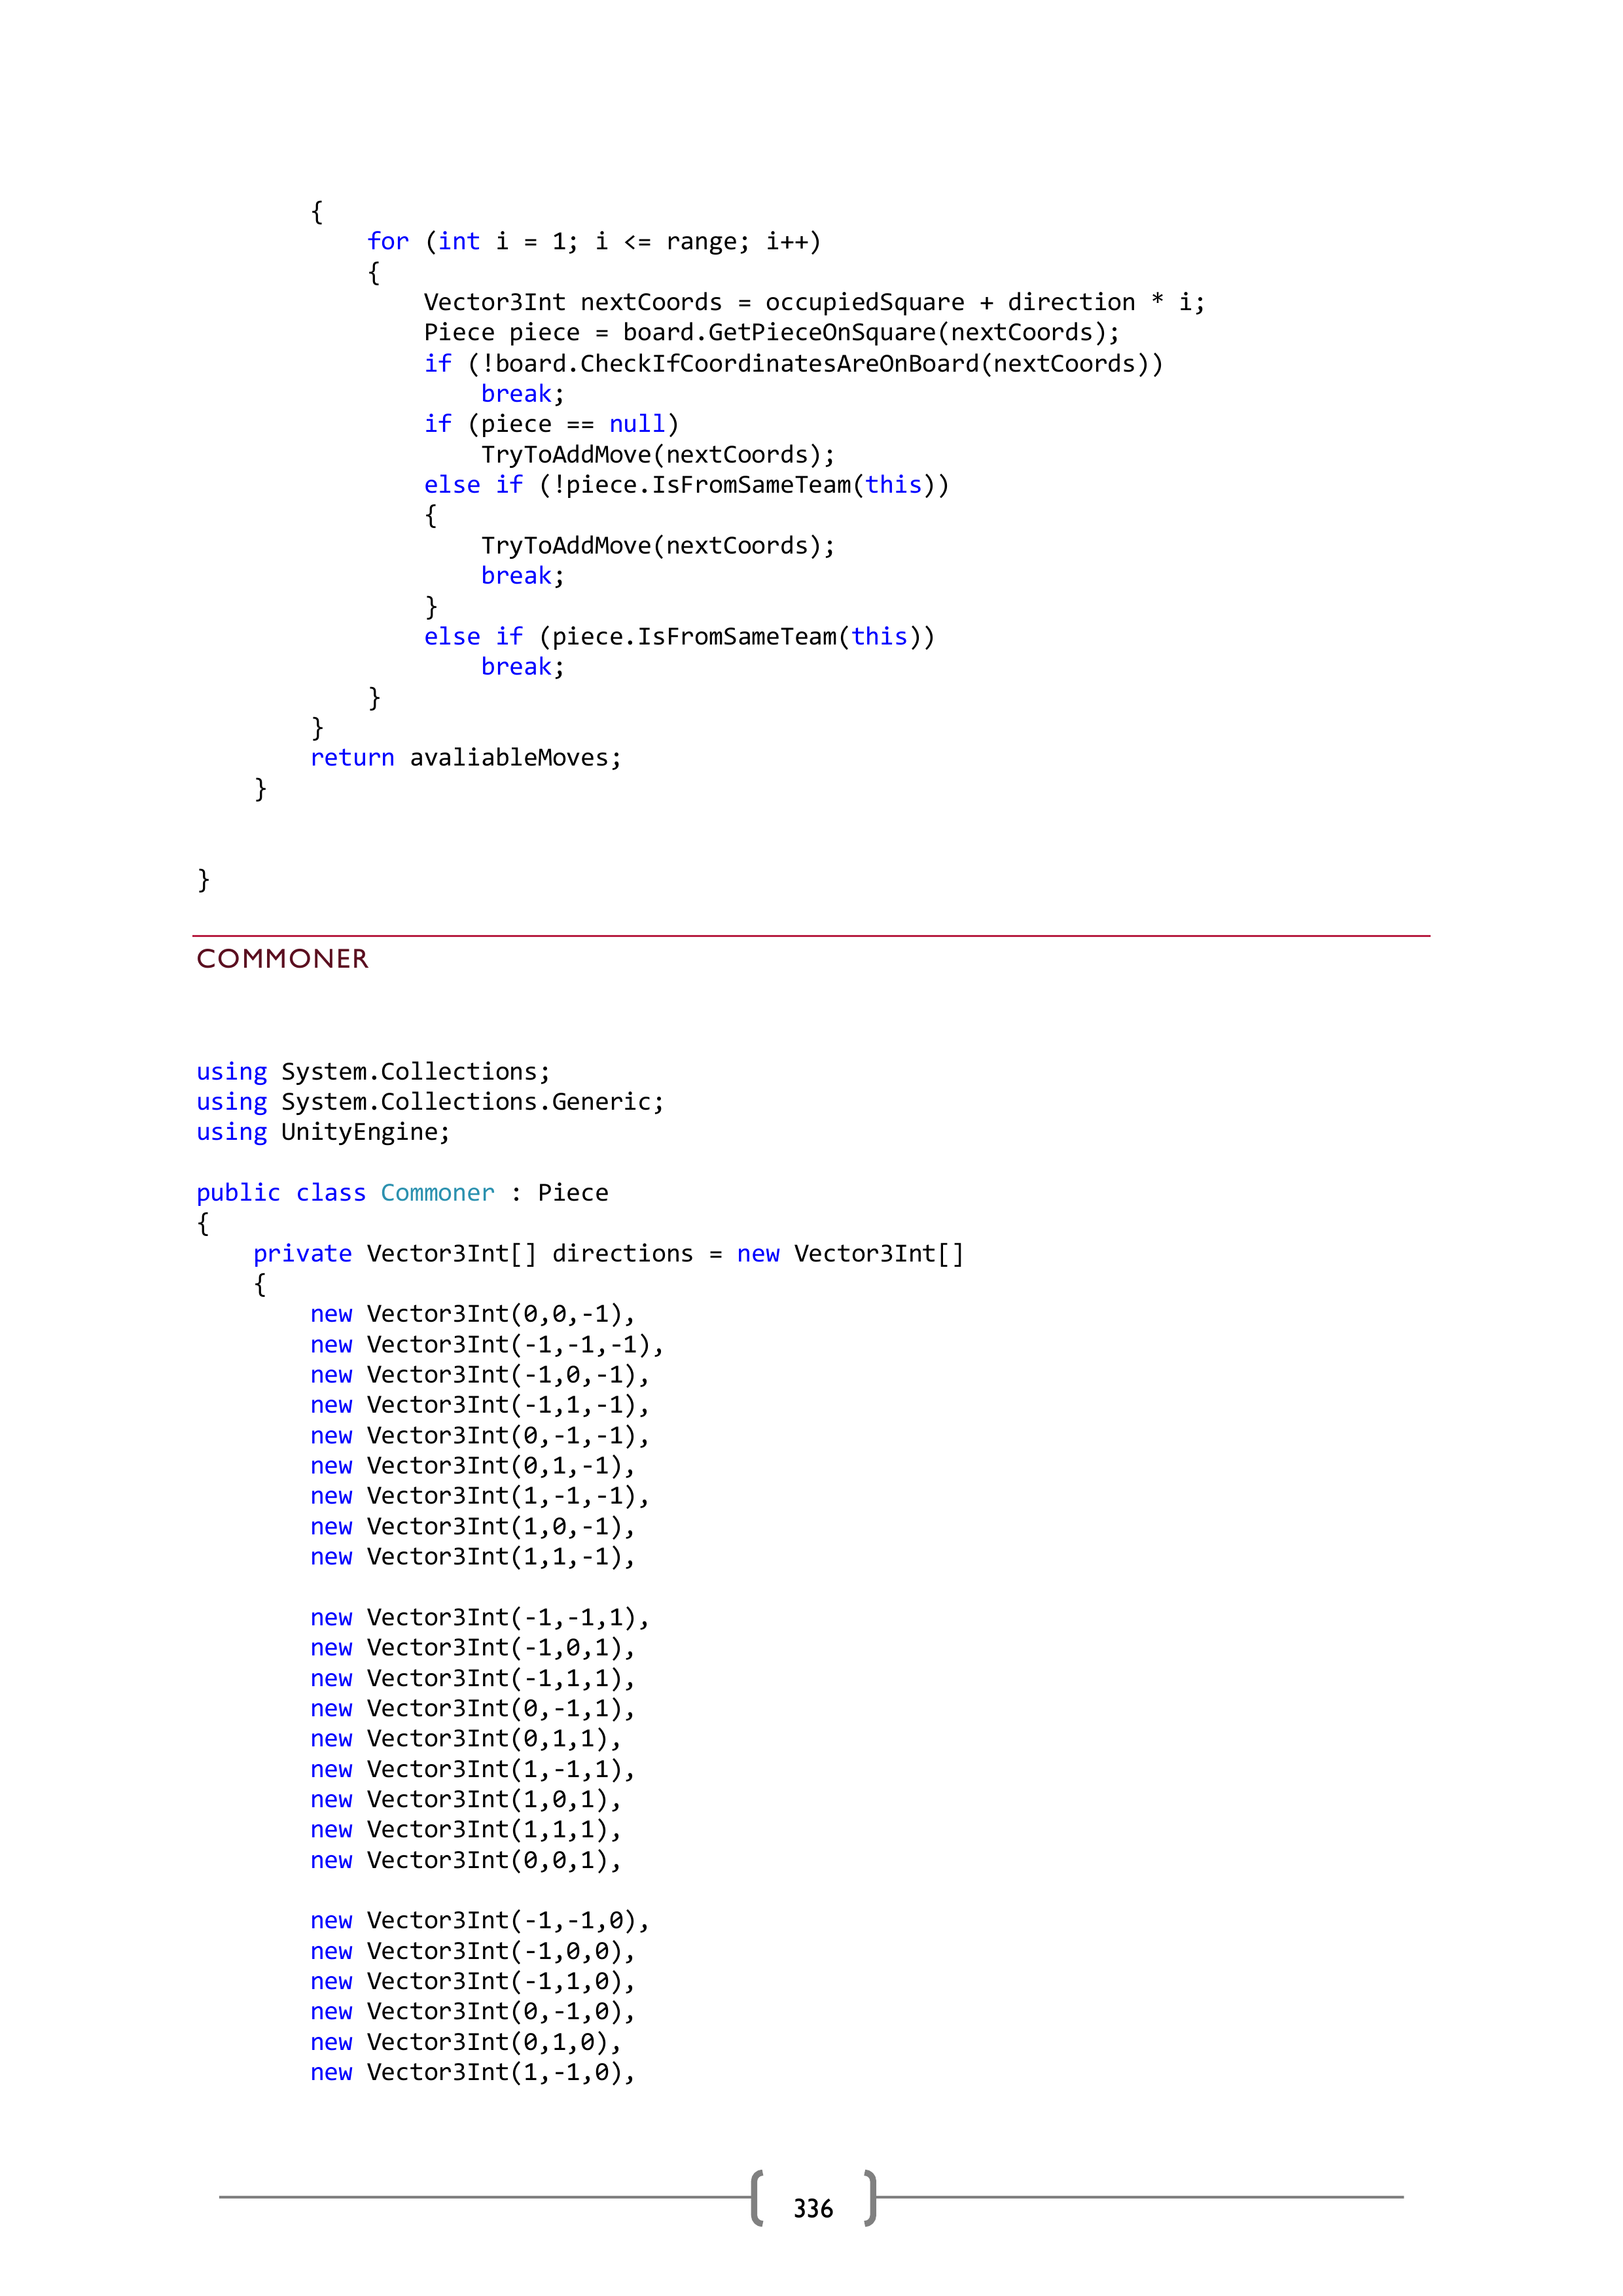 {
            for (int i = 1; i <= range; i++)
            {
                Vector3Int nextCoords = occupiedSquare + direction * i;
                Piece piece = board.GetPieceOnSquare(nextCoords);
                if (!board.CheckIfCoordinatesAreOnBoard(nextCoords))
                    break;
                if (piece == null)
                    TryToAddMove(nextCoords);
                else if (!piece.IsFromSameTeam(this))
                {
                    TryToAddMove(nextCoords);
                    break;
                }
                else if (piece.IsFromSameTeam(this))
                    break;
            }
        }
        return avaliableMoves;
    }


}
COMMONER
using System.Collections;
using System.Collections.Generic;
using UnityEngine;

public class Commoner : Piece
{
    private Vector3Int[] directions = new Vector3Int[]
    {
        new Vector3Int(0,0,-1),
        new Vector3Int(-1,-1,-1),
        new Vector3Int(-1,0,-1),
        new Vector3Int(-1,1,-1),
        new Vector3Int(0,-1,-1),
        new Vector3Int(0,1,-1),
        new Vector3Int(1,-1,-1),
        new Vector3Int(1,0,-1),
        new Vector3Int(1,1,-1),

        new Vector3Int(-1,-1,1),
        new Vector3Int(-1,0,1),
        new Vector3Int(-1,1,1),
        new Vector3Int(0,-1,1),
        new Vector3Int(0,1,1),
        new Vector3Int(1,-1,1),
        new Vector3Int(1,0,1),
        new Vector3Int(1,1,1),
        new Vector3Int(0,0,1),

        new Vector3Int(-1,-1,0),
        new Vector3Int(-1,0,0),
        new Vector3Int(-1,1,0),
        new Vector3Int(0,-1,0),
        new Vector3Int(0,1,0),
        new Vector3Int(1,-1,0),
336